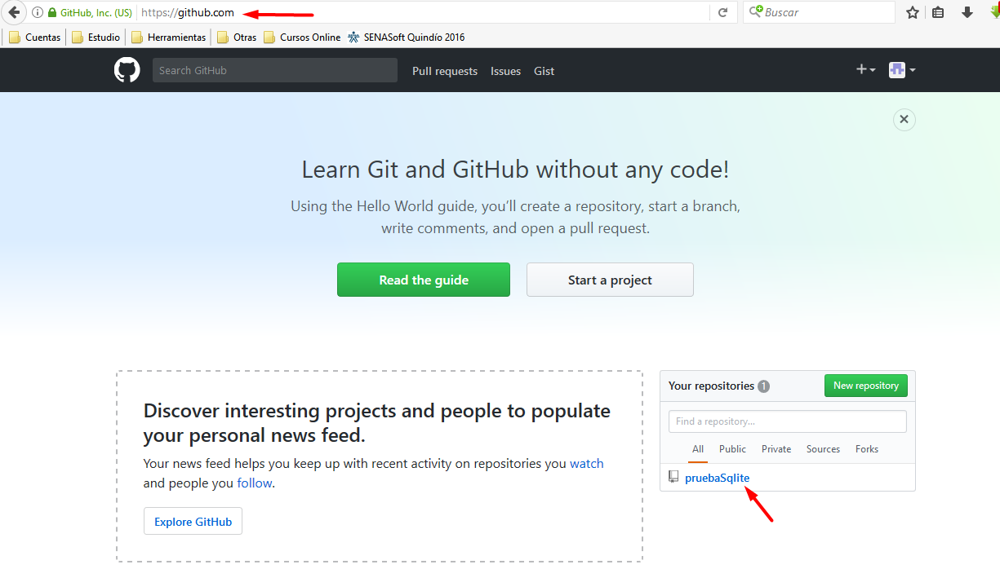 GitHub, Inc. (US) https://github.com Buscar
Cuentas Estudio Herramientas Otras Cursos Online SENASoft Quindío 2016
Search GitHub Pull requests Issues Gist
Learn Git and GitHub without any code!
Using the Hello World guide, you’ll create a repository, start a branch,
write comments, and open a pull request.
Read the guide Start a project
Discover interesting projects and people to populate
your personal news feed.
Your news feed helps you keep up with recent activity on repositories you watch
and people you follow.
Explore GitHub
Your repositories 1 New repository
Find a repository...
All Public Private Sources Forks
pruebaSqlite